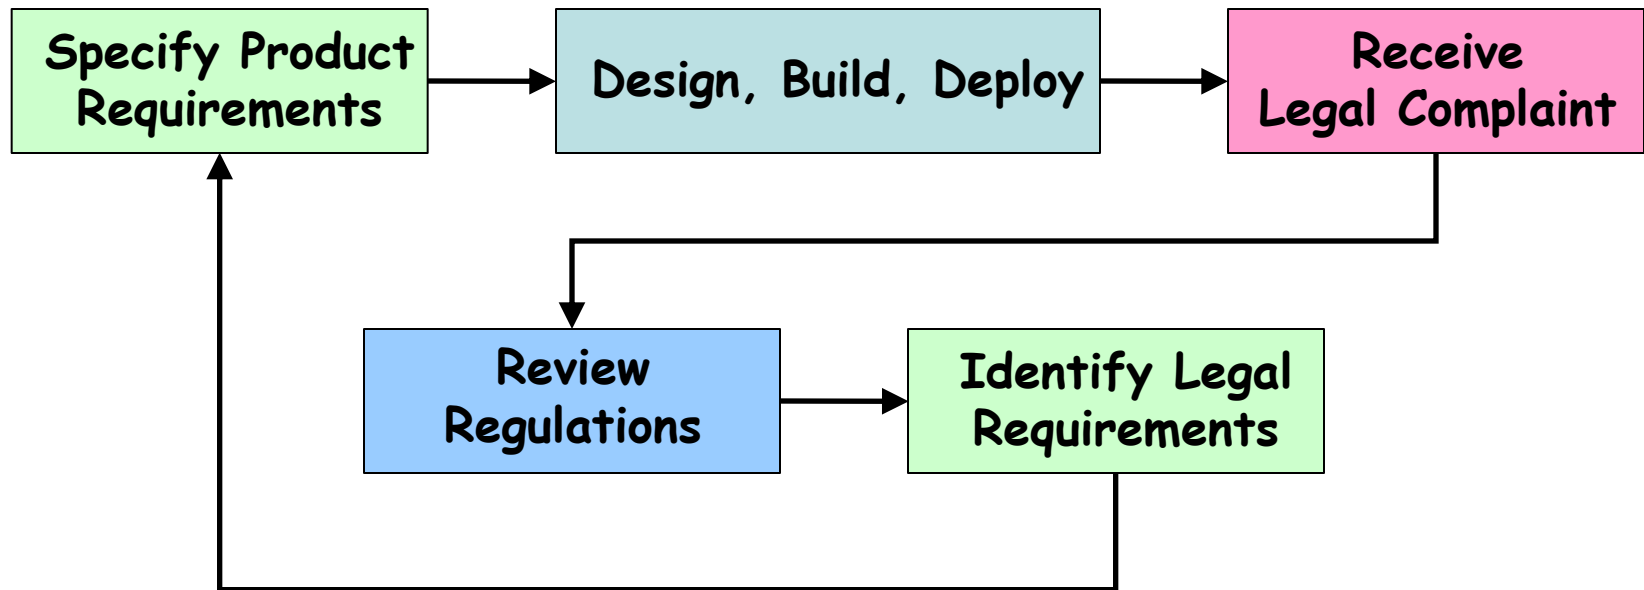 Specify Product
Requirements
Design, Build, Deploy
Receive
Legal Complaint
Review
Regulations
Identify Legal
Requirements